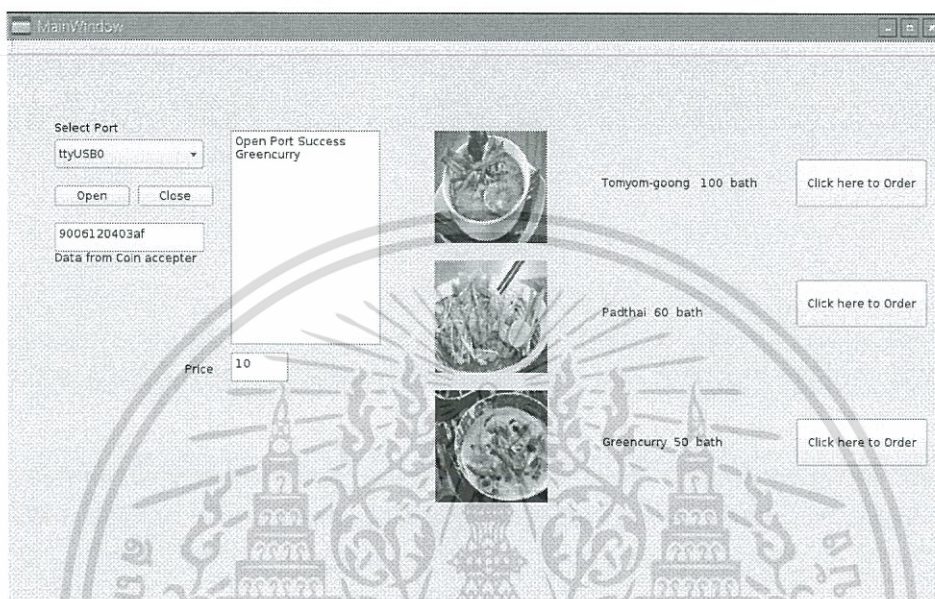 MainWindow
Select Port
ttyUSB0
Open Close
9006120403af
Data from Coin accepter
Open Port Success
Greencurry
Price 10
Tomyom-goong 100 bath
Click here to Order
Padthai 60 bath
Click here to Order
Greencurry 50 bath
Click here to Order